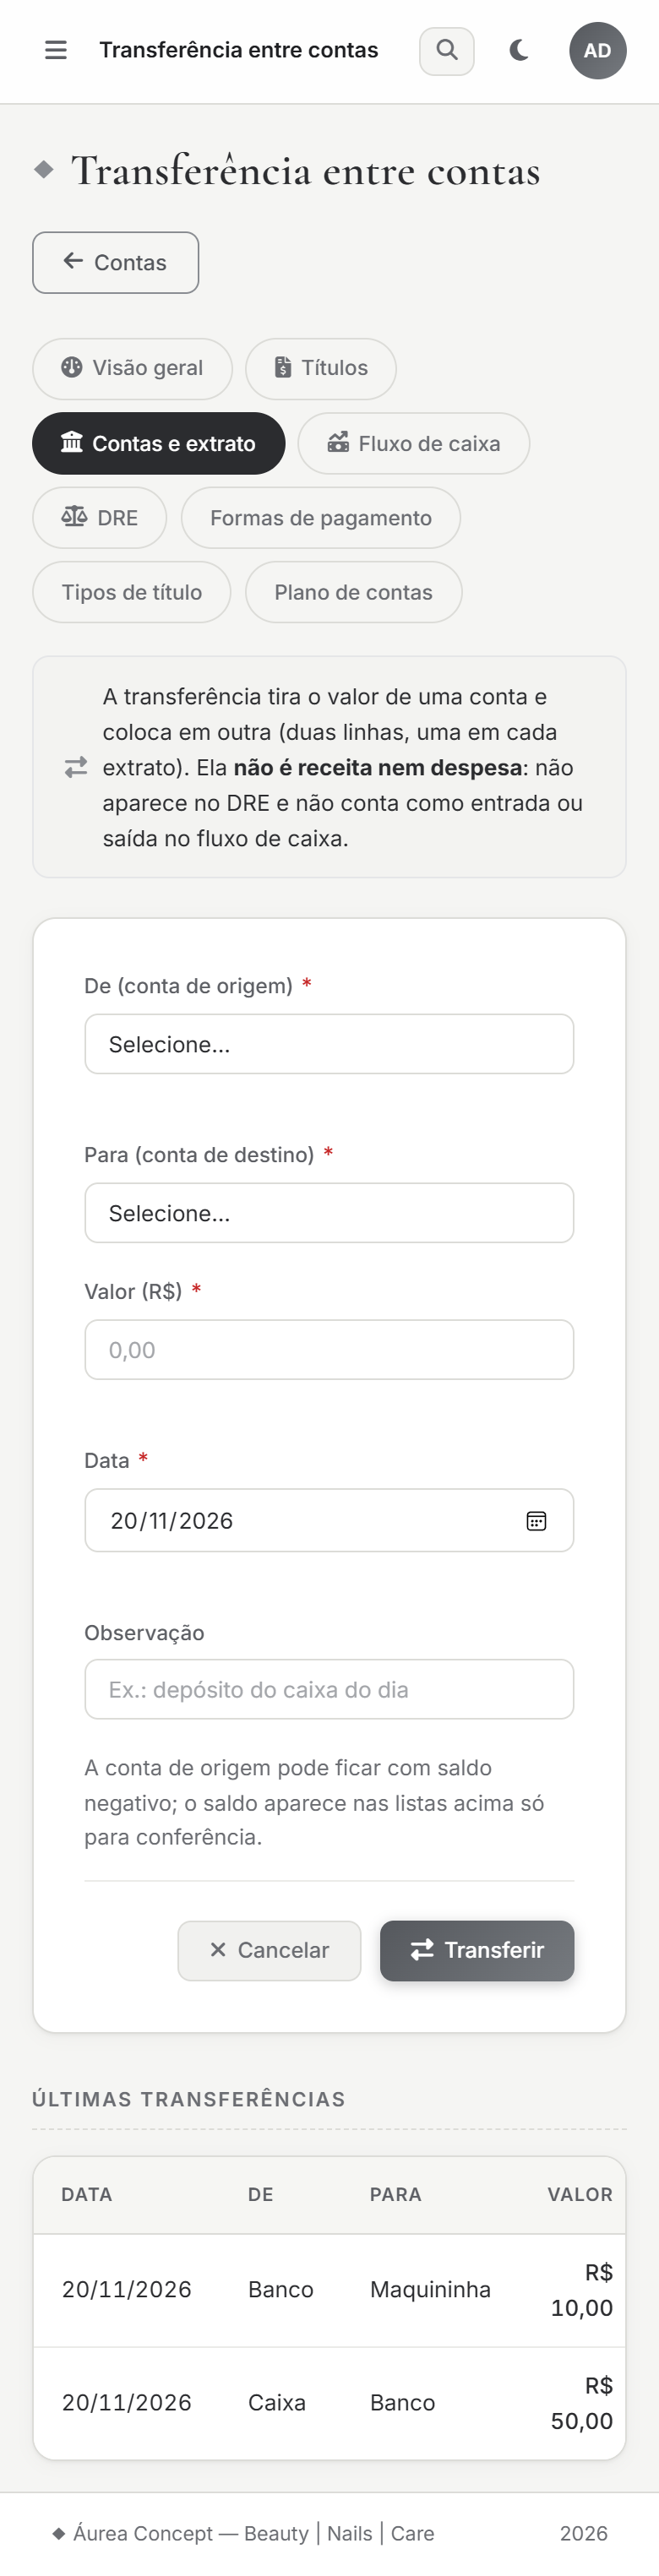 Transferência entre contas
AD
Transferência entre contas
Contas
Visão geral
Títulos
Contas e extrato
Fluxo de caixa
DRE
Formas de pagamento
Tipos de título
Plano de contas
A transferência tira o valor de uma conta e
coloca em outra (duas linhas, uma em cada
extrato). Ela não é receita nem despesa: não
aparece no DRE e não conta como entrada ou
saída no fluxo de caixa.
De (conta de origem) *
Selecione...
Para (conta de destino) *
Selecione...
Valor (R$) *
0,00
Data *
20/11/2026
Observação
Ex.: depósito do caixa do dia
A conta de origem pode ficar com saldo
negativo; o saldo aparece nas listas acima só
para conferência.
Cancelar
Transferir
ÚLTIMAS TRANSFERÊNCIAS
DATA DE PARA VALOR
20/11/2026 Banco Maquininha R$ 10,00
20/11/2026 Caixa Banco R$ 50,00
Áurea Concept — Beauty | Nails | Care 2026